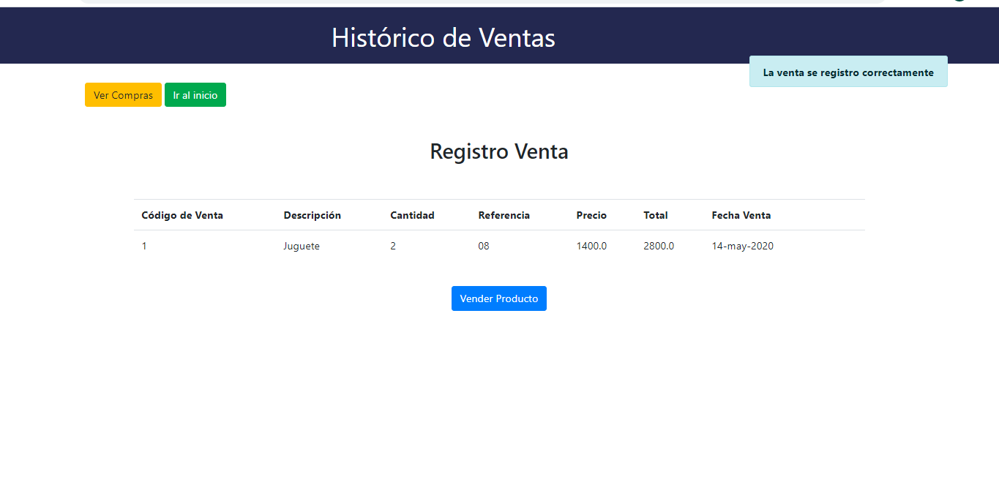 Histórico de Ventas
La venta se registro correctamente
Ver Compras Ir al inicio
Registro Venta
Código de Venta Descripción Cantidad Referencia Precio Total Fecha Venta
1 Juguete 2 08 1400.0 2800.0 14-may-2020
Vender Producto